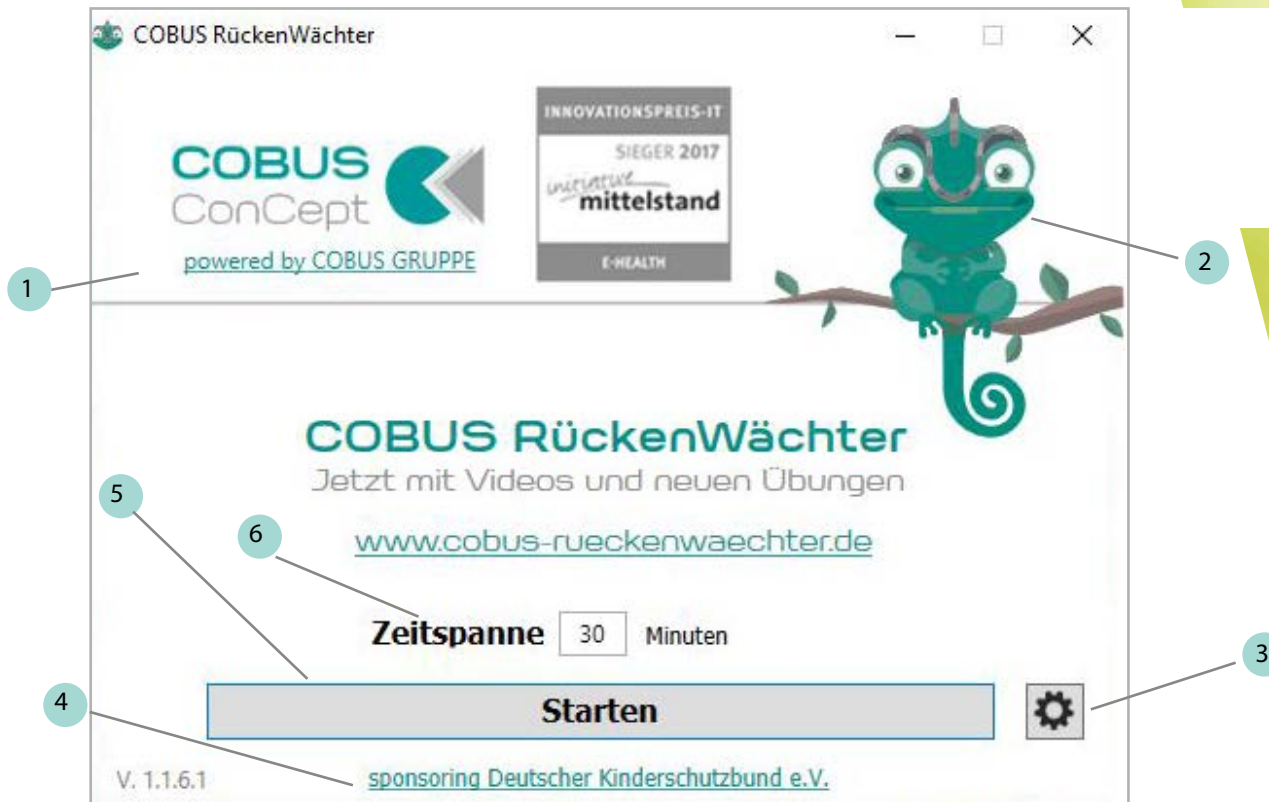 COBUS RückenWächter
INNOVATIONSPREIS-IT
SIEGER 2017
initiative
mittelstand
E-HEALTH
COBUS
ConCept
powered by COBUS GRUPPE
1
2
COBUS RückenWächter
Jetzt mit Videos und neuen Übungen
5
6
www.cobus-rueckenwaechter.de
Zeitspanne 30 Minuten
3
4
Starten
V. 1.1.6.1 sponsoring Deutscher Kinderschutzbund e.V.